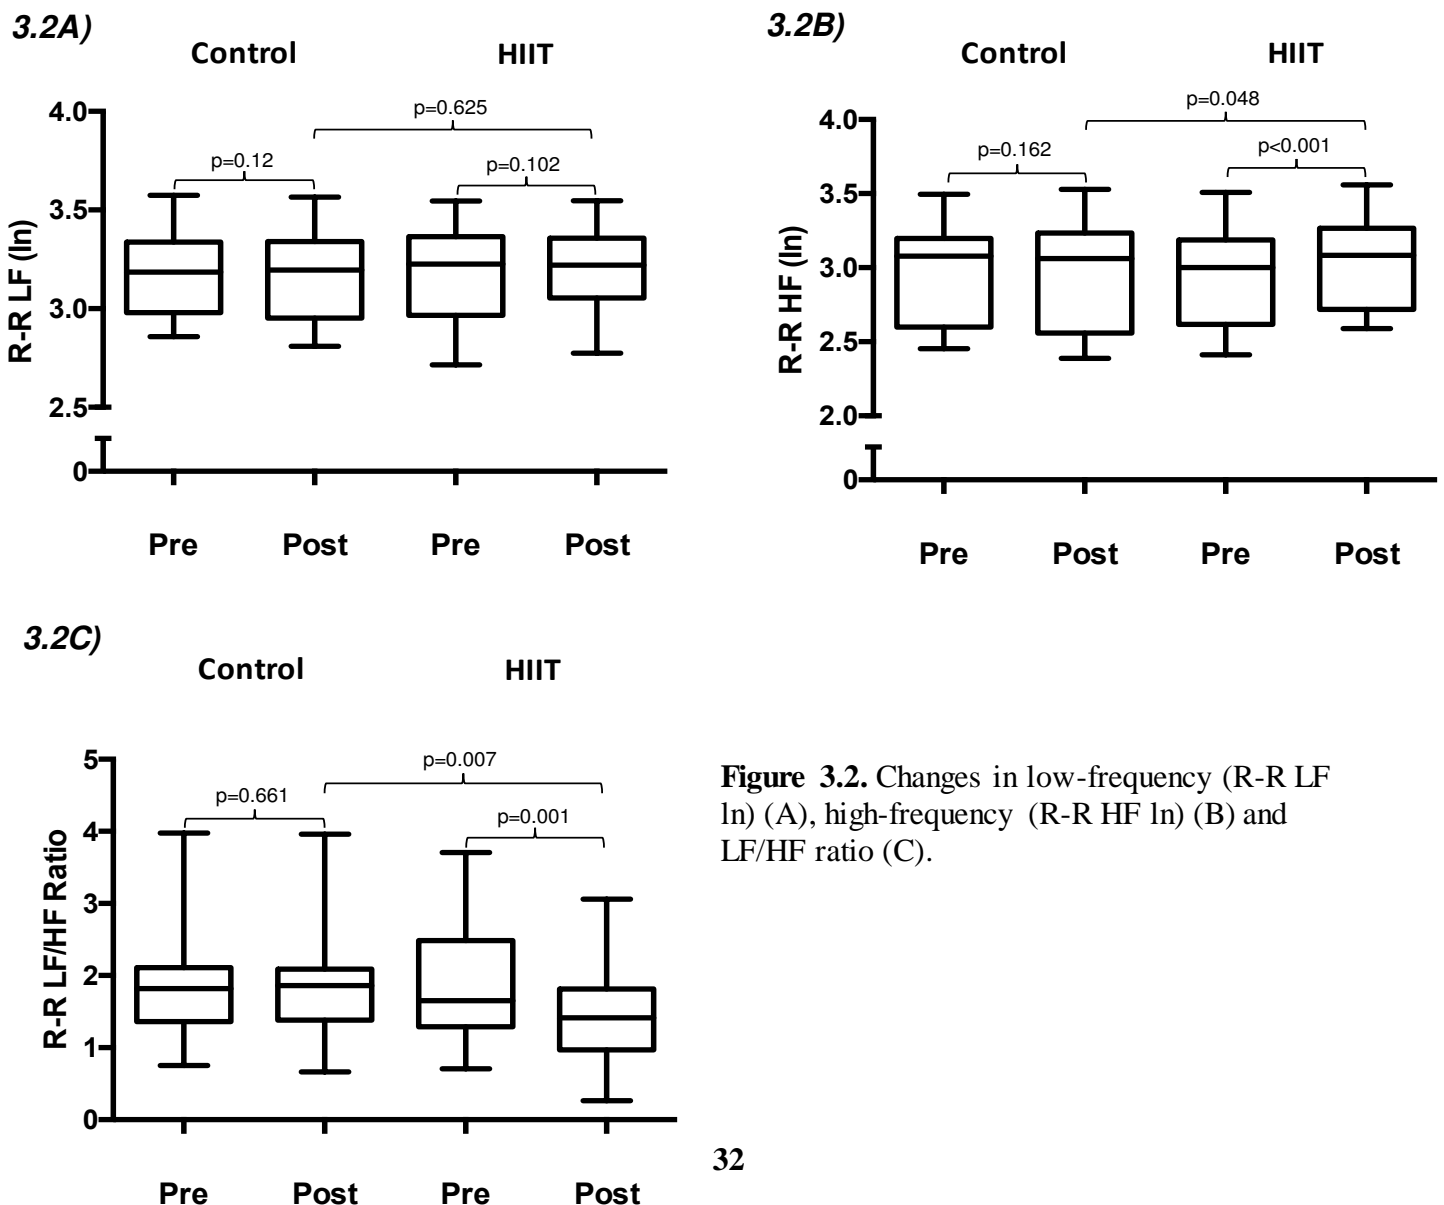 3.2A)
Control HIIT
p=0.625
p=0.12 p=0.102
R-R LF (ln)
4.0
3.5
3.0
2.5
0
Pre Post Pre Post
3.2B)
Control HIIT
p=0.048
p=0.162 p<0.001
R-R HF (ln)
4.0
3.5
3.0
2.5
2.0
0
Pre Post Pre Post
3.2C)
Control HIIT
p=0.007
p=0.661
p=0.001
R-R LF/HF Ratio
5
4
3
2
1
0
Pre Post Pre Post
Figure 3.2. Changes in low-frequency (R-R LF
ln) (A), high-frequency (R-R HF ln) (B) and
LF/HF ratio (C).
32